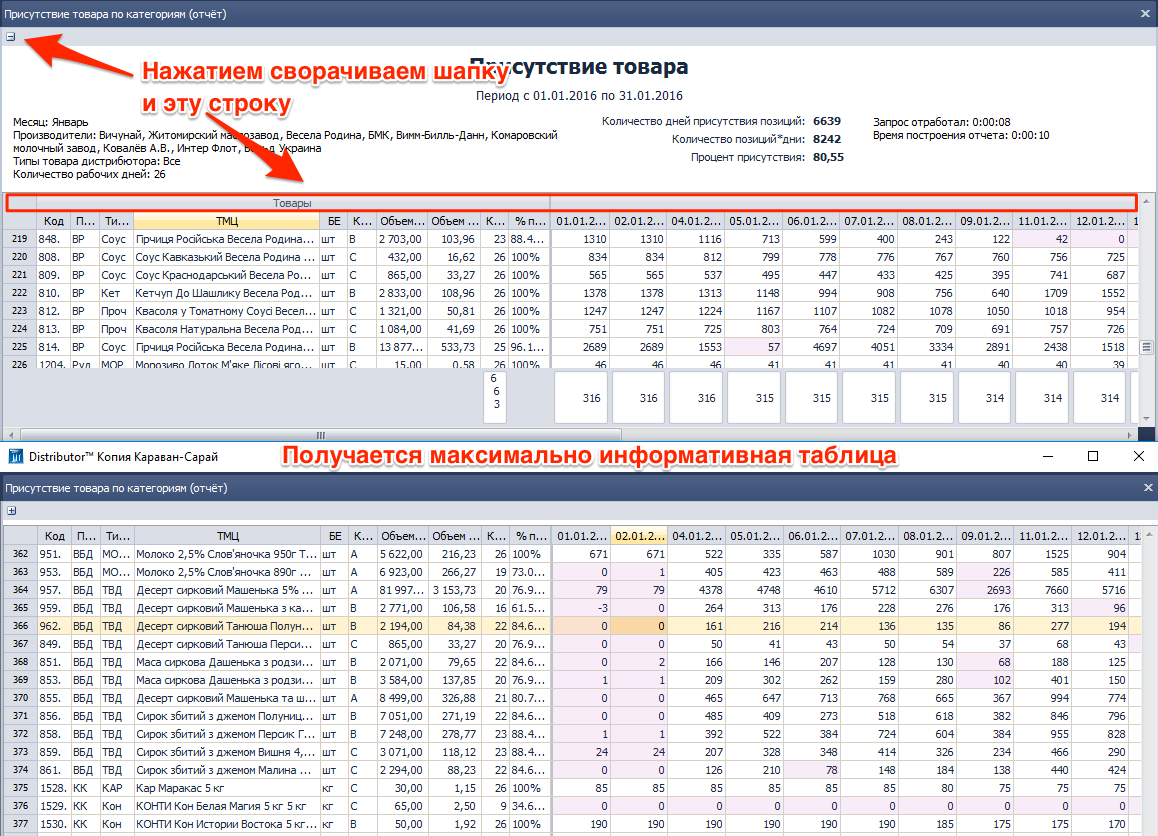 Присутствие товара по категориям (отчёт)
Нажатием сворачиваем шапку
и эту строку
Присутствие товара
Период с 01.01.2016 по 31.01.2016
Месяц: Январь
Производители: Вичунай, Житомирский маслозавод, Весела Родина, БМК, Вимм-Билль-Данн, Комаровский
молочный завод, Ковалёв А.В., Интер Флот, Украина
Типы товара дистрибютора: Все
Количество рабочих дней: 26
Количество дней присутствия позиций: 6639
Количество позиций*дни: 8242
Процент присутствия: 80,55
Запрос отработал: 0:00:08
Время построения отчета: 0:00:10
Товары
Код П... Ти... ТМЦ БЕ К... Объем... Объем ... К... % п... 01.01.2... 02.01.2... 04.01.2... 05.01.2... 06.01.2... 07.01.2... 08.01.2... 09.01.2... 11.01.2... 12.01.2... 1
219 848. ВР Соус Гірчиця Російська Весела Родина... шт B 2 703,00 103,96 23 88.4... 1310 1310 1116 713 599 400 243 122 42 0
220 808. ВР Соус Соус Кавказький Весела Родина ... шт C 432,00 16,62 26 100% 834 834 812 799 778 776 767 760 756 725
221 809. ВР Соус Соус Краснодарський Весела Ро... шт C 865,00 33,27 26 100% 565 565 537 495 447 433 425 395 741 687
222 810. ВР Кет Кетчуп До Шашлику Весела Род... шт B 2 833,00 108,96 26 100% 1378 1378 1313 1148 994 908 756 640 1709 1552
223 812. ВР Проч Квасоля у Томатному Соусі Весел... шт C 1 321,00 50,81 26 100% 1247 1247 1224 1167 1107 1082 1078 1050 1018 954
224 813. ВР Проч Квасоля Натуральна Весела Род... шт C 1 084,00 41,69 26 100% 751 751 725 803 764 724 709 691 757 726
225 814. ВР Соус Гірчиця Російська Весела Родина... шт B 13 877... 533,73 25 96.1... 2689 2689 1553 57 4697 4051 3334 2891 2438 1518
226 1204. Руд МОР Морозиво Лоток М'яке Лісові яго... шт C 15,00 0,58 26 100% 46 46 46 41 41 41 41 40 40 39
6
6
3
316 316 316 315 315 315 315 314 314 314
Distributor™ Копия Караван-Сарай
Получается максимально информативная таблица
Присутствие товара по категориям (отчёт)
Код П... Ти... ТМЦ БЕ К... Объем... Объем ... К... % п... 01.01.2... 02.01.2... 04.01.2... 05.01.2... 06.01.2... 07.01.2... 08.01.2... 09.01.2... 11.01.2... 12.01.2... 1
362 951. ВБД МО... Молоко 2,5% Слов'яночка 950г Т... шт A 5 622,00 216,23 26 100% 671 671 522 335 587 1030 901 807 1525 904
363 953. ВБД МО... Молоко 2,5% Слов'яночка 890г ... шт A 6 923,00 266,27 19 73.0... 0 1 405 423 463 488 589 226 585 411
364 957. ВБД ТВД Десерт сирковий Машенька 5% ... шт A 81 997... 3 153,73 20 76.9... 79 79 4378 4748 4610 5712 6307 2693 7660 5716
365 959. ВБД ТВД Десерт сирковий Машенька з ка... шт B 2 771,00 106,58 16 61.5... -3 0 264 313 176 228 276 176 313 96
366 962. ВБД ТВД Десерт сирковий Танюша Полун... шт B 2 194,00 84,38 22 84.6... 0 0 161 216 214 136 135 86 277 194
367 849. ВБД ТВД Десерт сирковий Танюша Перси... шт C 865,00 33,27 20 76.9... 0 0 50 41 43 50 54 37 68 43
368 851. ВБД ТВД Маса сиркова Дашенька з родзи... шт B 2 071,00 79,65 22 84.6... 0 2 166 146 207 128 130 68 188 125
369 853. ВБД ТВД Маса сиркова Дашенька з родзи... шт B 3 584,00 137,85 20 76.9... 1 1 209 302 262 159 280 102 401 150
370 855. ВБД ТВД Десерт сирковий Машенька та ш... шт A 8 499,00 326,88 21 80.7... 0 0 465 647 713 768 665 367 994 774
371 856. ВБД ТВД Сирок збитий з джемом Полуниц... шт B 7 051,00 271,19 22 84.6... 0 0 485 409 273 518 618 382 846 796
372 858. ВБД ТВД Сирок збитий з джемом Персик Г... шт B 7 248,00 278,77 23 88.4... 1 1 392 522 384 724 604 384 955 828
373 859. ВБД ТВД Сирок збитий з джемом Вишня 4,... шт C 3 071,00 118,12 23 88.4... 24 24 207 328 348 414 326 234 466 290
374 861. ВБД ТВД Сирок збитий з джемом Малина ... шт C 2 294,00 88,23 22 84.6... 0 0 126 210 78 148 184 138 440 424
375 1528. КК КАР Кар Маракас 5 кг кг C 30,00 1,15 26 100% 85 85 85 85 85 85 80 75 75 75
376 1529. КК Кон КОНТИ Кон Белая Магия 5 кг 5 кг кг C 65,00 2,50 9 34.6... 0 0 0 0 0 0 0 0 0 0
377 1530. КК Кон КОНТИ Кон Истории Востока 5 кг... кг B 50,00 1,92 26 100% 190 190 190 190 190 190 185 175 175 170